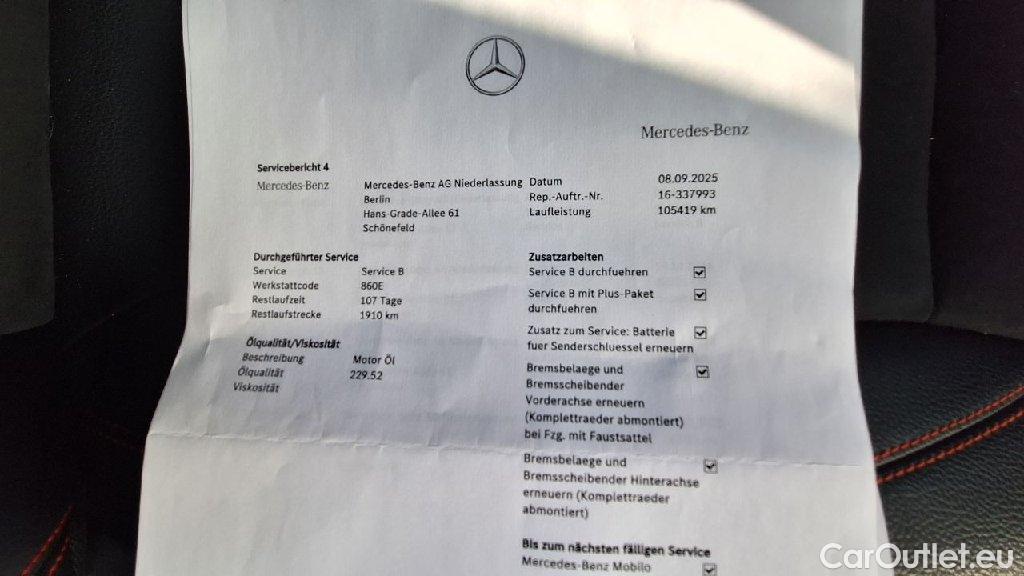 Mercedes-Benz
Servicebericht 4
Mercedes-Benz
Mercedes-Benz AG Niederlassung
Berlin
Hans-Grade-Allee 61
Schönefeld
Datum 08.09.2025
Rep.-Auftr.-Nr. 16-337993
Laufleistung 105419 km
Durchgeführter Service
Service Service B
Werkstattcode 860E
Restlaufzeit 107 Tage
Restlaufstrecke 1910 km
Ölqualität/Viskosität
Beschreibung Motor Öl
Ölqualität 229.52
Viskosität
Zusatzarbeiten
Service B durchfuehren
Service B mit Plus-Paket
durchfuehren
Zusatz zum Service: Batterie
fuer Senderschluessel erneuern
Bremsbelaege und
Bremsscheibender
Vorderachse erneuern
(Komplettraeder abmontiert)
bei Fzg. mit Faustsattel
Bremsbelaege und
Bremsscheibender Hinterachse
erneuern (Komplettraeder
abmontiert)
Bis zum nächsten fälligen Service
Mercedes-Benz Mobilo
CarOutlet.eu